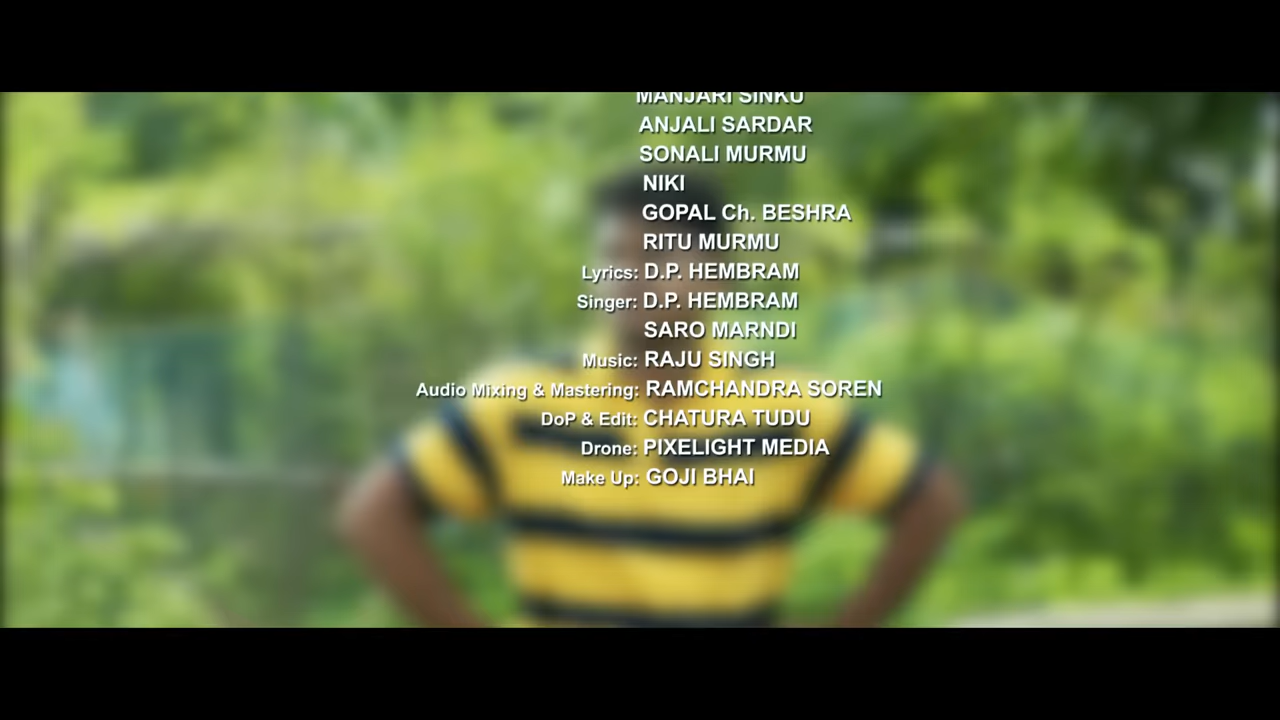 MANJARI SINKU
ANJALI SARDAR
SONALI MURMU
NIKI
GOPAL Ch. BESHRA
RITU MURMU
Lyrics: D.P. HEMBRAM
Singer: D.P. HEMBRAM
SARO MARNDI
Music: RAJU SINGH
Audio Mixing & Mastering: RAMCHANDRA SOREN
DoP & Edit: CHATURA TUDU
Drone: PIXELIGHT MEDIA
Make Up: GOJI BHAI